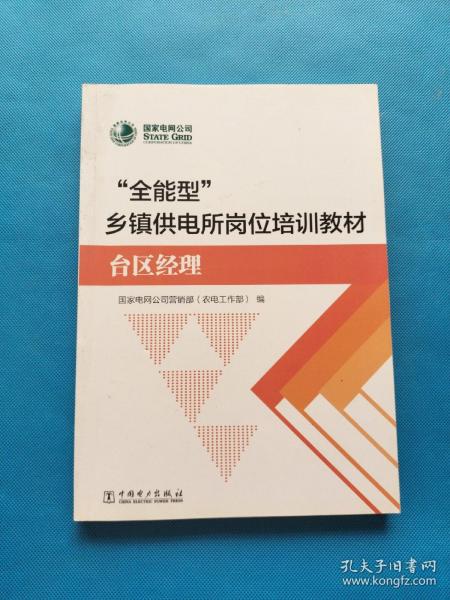 国家电网公司
STATE GRID
CORPORATION OF CHINA
“全能型”
乡镇供电所岗位培训教材
台区经理
国家电网公司营销部（农电工作部） 编
中国电力出版社
CHINA ELECTRIC POWER PRESS
孔夫子旧书网
www.kongfz.com